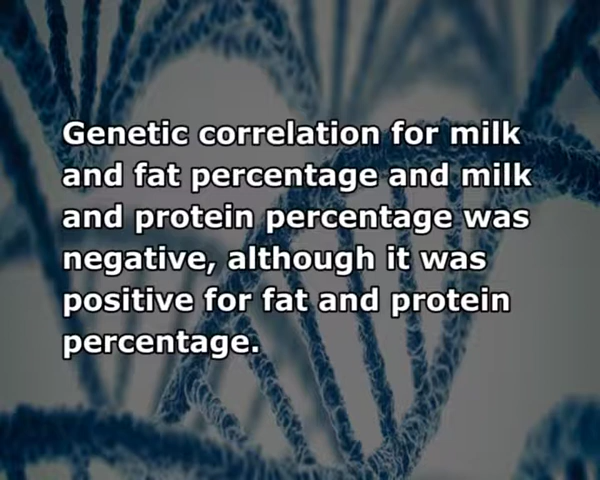 Genetic correlation for milk
and fat percentage and milk
and protein percentage was
negative, although it was
positive for fat and protein
percentage.